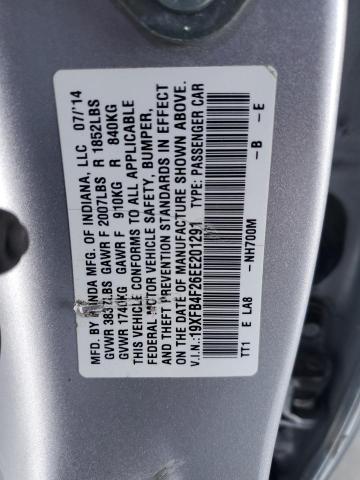 MFD. BY HONDA MFG. OF INDIANA, LLC 07/'14
GVWR 3837LBS GAWR F 2007LBS R 1852LBS
GVWR 1740KG GAWR F 910KG R 840KG
THIS VEHICLE CONFORMS TO ALL APPLICABLE
FEDERAL MOTOR VEHICLE SAFETY, BUMPER,
AND THEFT PREVENTION STANDARDS IN EFFECT
ON THE DATE OF MANUFACTURE SHOWN ABOVE.
V.I.N.:19XFB4F26EE201291 TYPE: PASSENGER CAR
TT1 E LA8 -NH700M -B -E